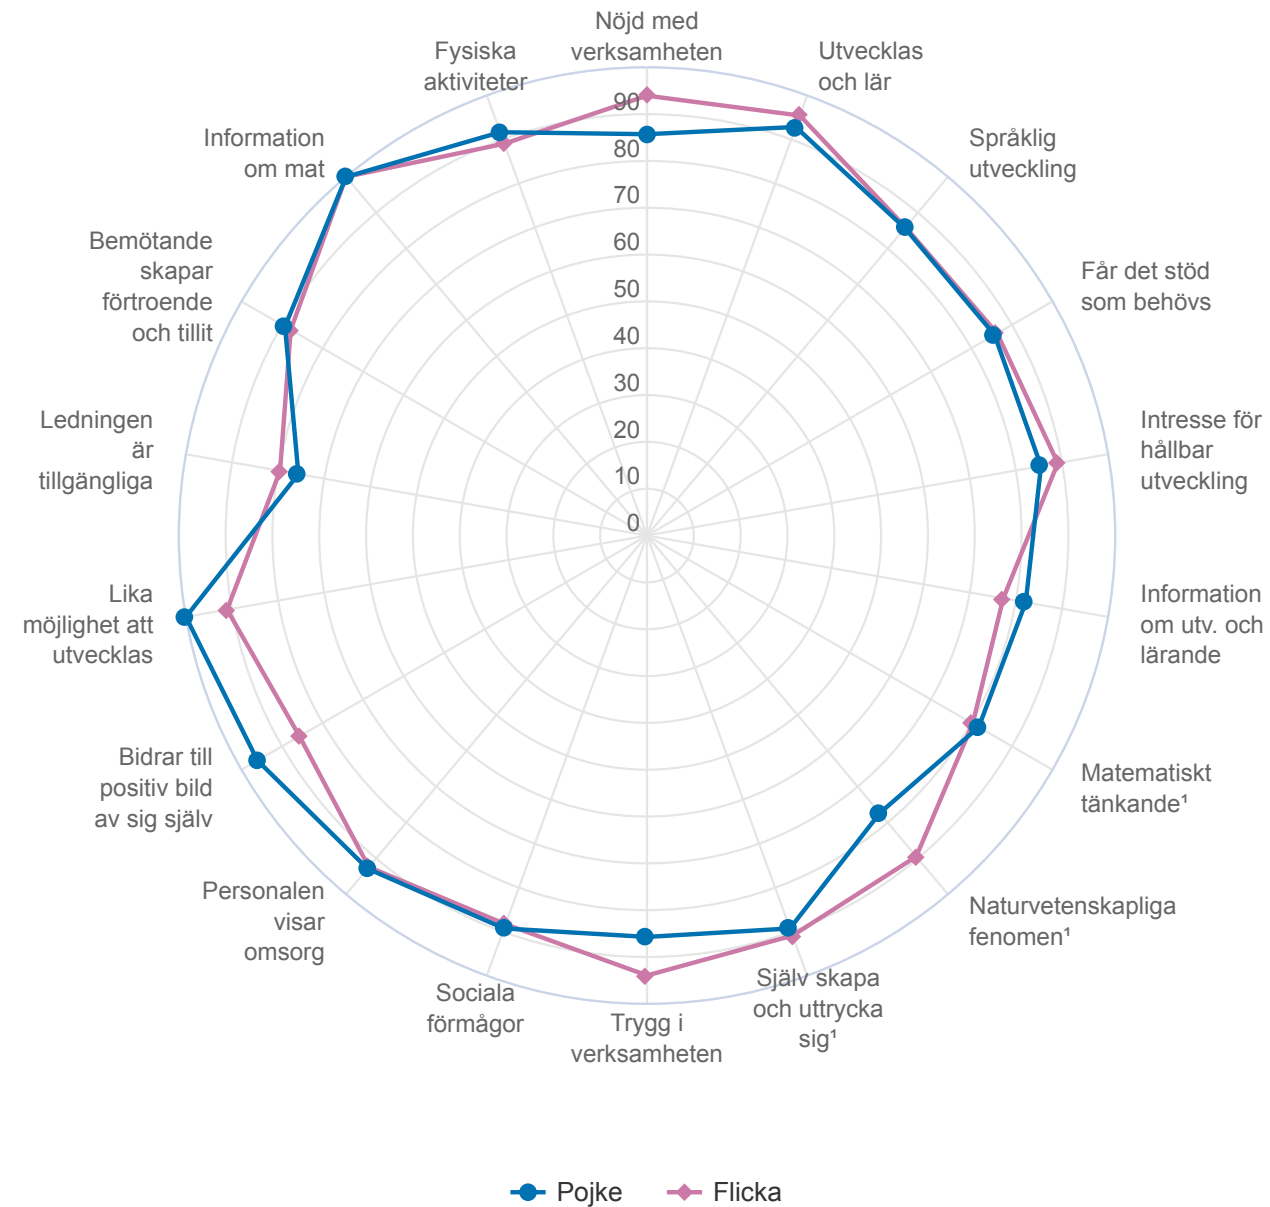 Nöjd med
verksamheten
Utvecklas
och lär
Språklig
utveckling
Får det stöd
som behövs
Intresse för
hållbar
utveckling
Information
om utv. och
lärande
Matematiskt
tänkande¹
Naturvetenskapliga
fenomen¹
Själv skapa
och uttrycka
sig¹
Trygg i
verksamheten
Sociala
förmågor
Personalen
visar
omsorg
Bidrar till
positiv bild
av sig själv
Lika
möjlighet att
utvecklas
Ledningen
är
tillgängliga
Bemötande
skapar
förtroende
och tillit
Information
om mat
Fysiska
aktiviteter
90
80
70
60
50
40
30
20
10
0
Pojke
Flicka